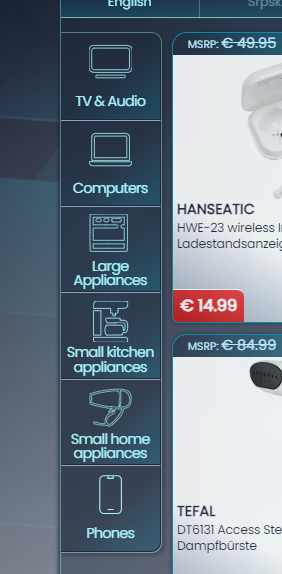 English
Srpsk
TV & Audio
Computers
Large
Appliances
Small kitchen
appliances
Small home
appliances
Phones
MSRP: € 49.95
HANSEATIC
HWE-23 wireless I
Ladestandsanzeig
€ 14.99
MSRP: € 84.99
TEFAL
DT6131 Access Ste
Dampfbürste